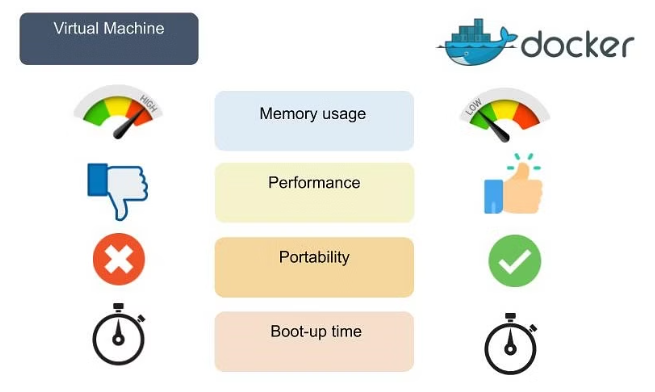 Virtual Machine
docker
HIGH
Memory usage
LOW
Performance
Portability
Boot-up time